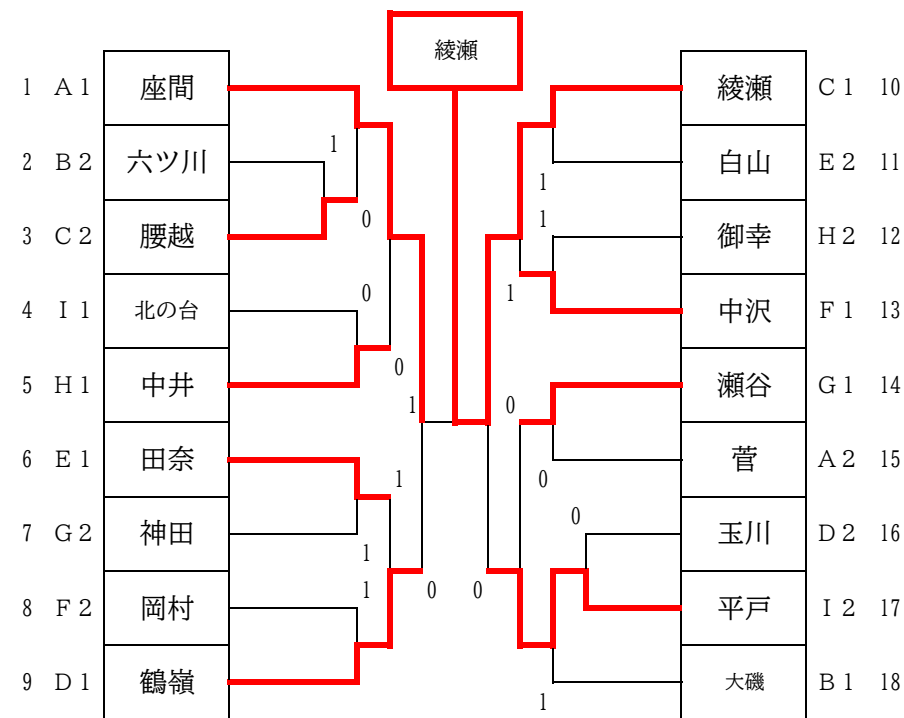 綾瀬
1 A1 座間
2 B2 六ツ川
3 C2 腰越
4 I1 北の台
5 H1 中井
6 E1 田奈
7 G2 神田
8 F2 岡村
9 D1 鶴嶺
1
0
0
0
1
1
1
1
0
綾瀬 C1 10
白山 E2 11
御幸 H2 12
中沢 F1 13
瀬谷 G1 14
菅 A2 15
玉川 D2 16
平戸 I2 17
大磯 B1 18
1
1
1
0
0
0
0
1